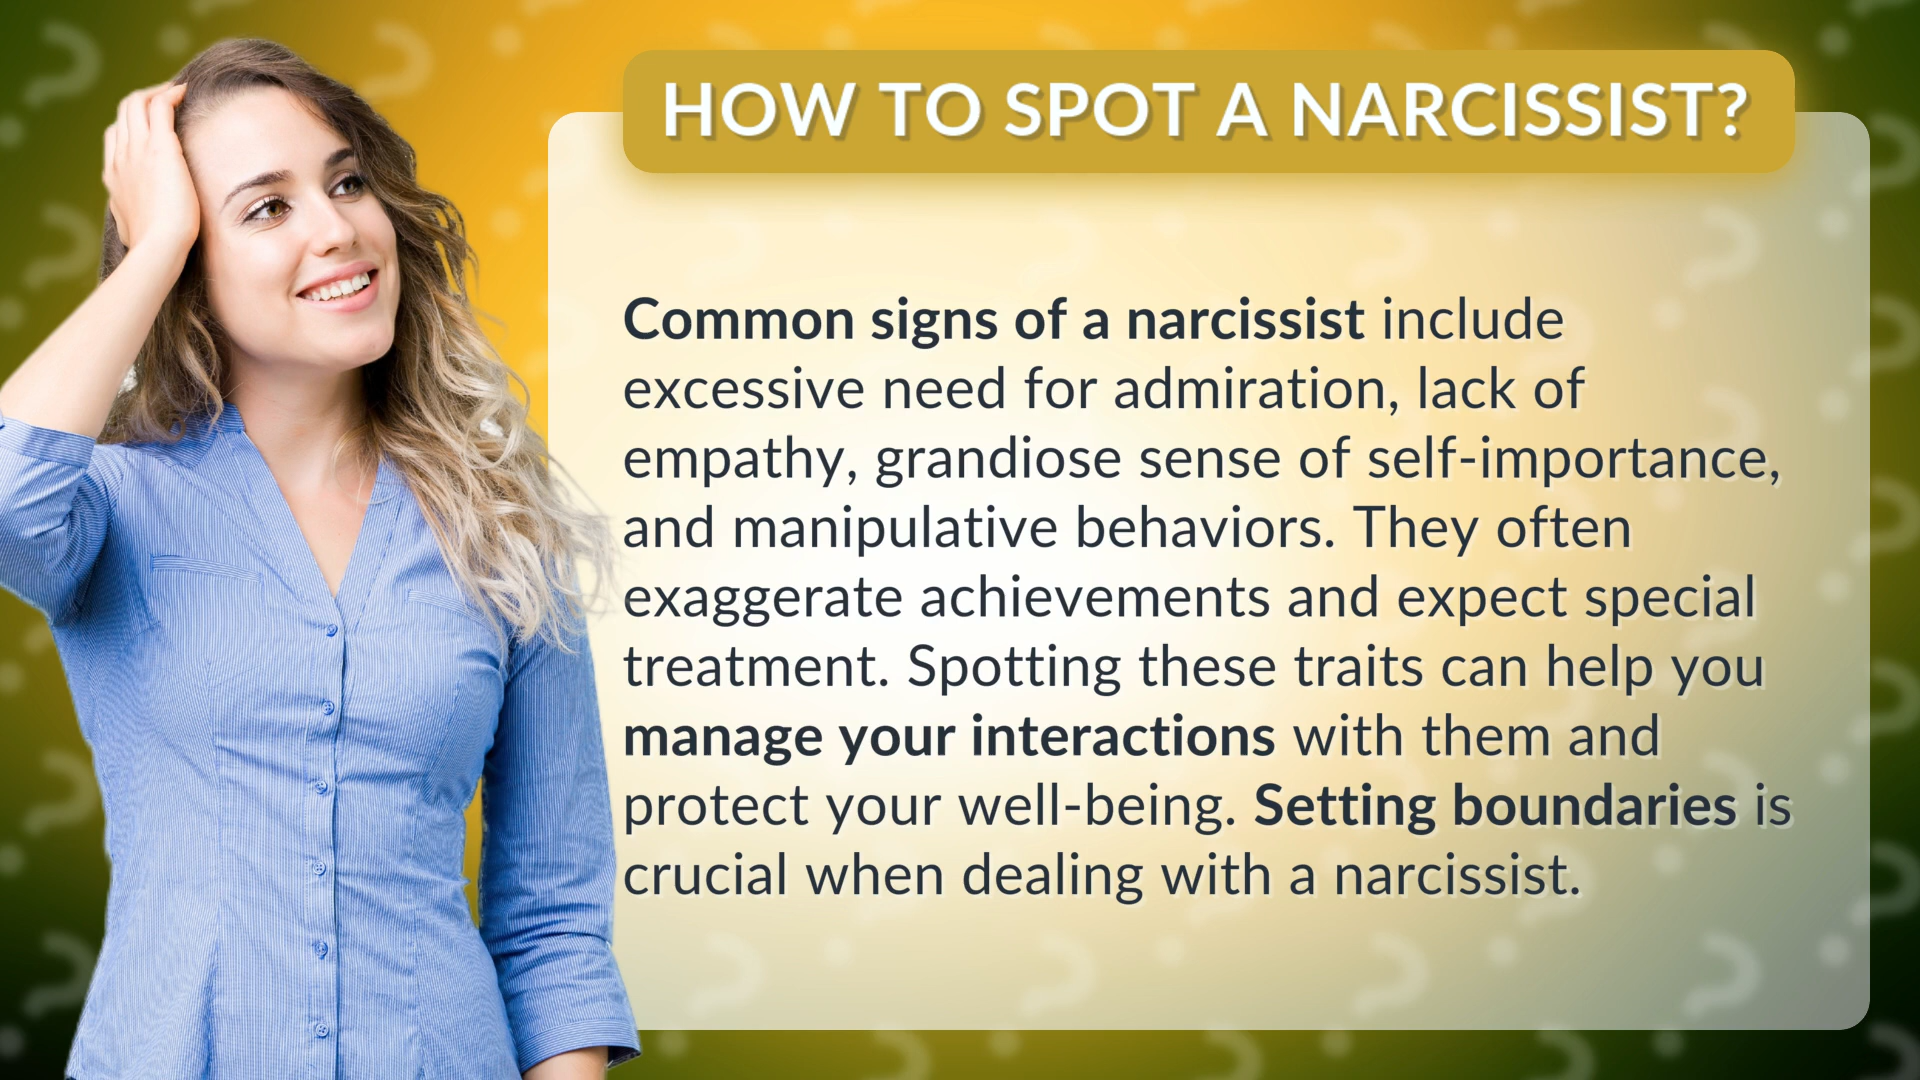 HOW TO SPOT A NARCISSIST?
Common signs of a narcissist include
excessive need for admiration, lack of
empathy, grandiose sense of self-importance,
and manipulative behaviors. They often
exaggerate achievements and expect special
treatment. Spotting these traits can help you
manage your interactions with them and
protect your well-being. Setting boundaries is
crucial when dealing with a narcissist.